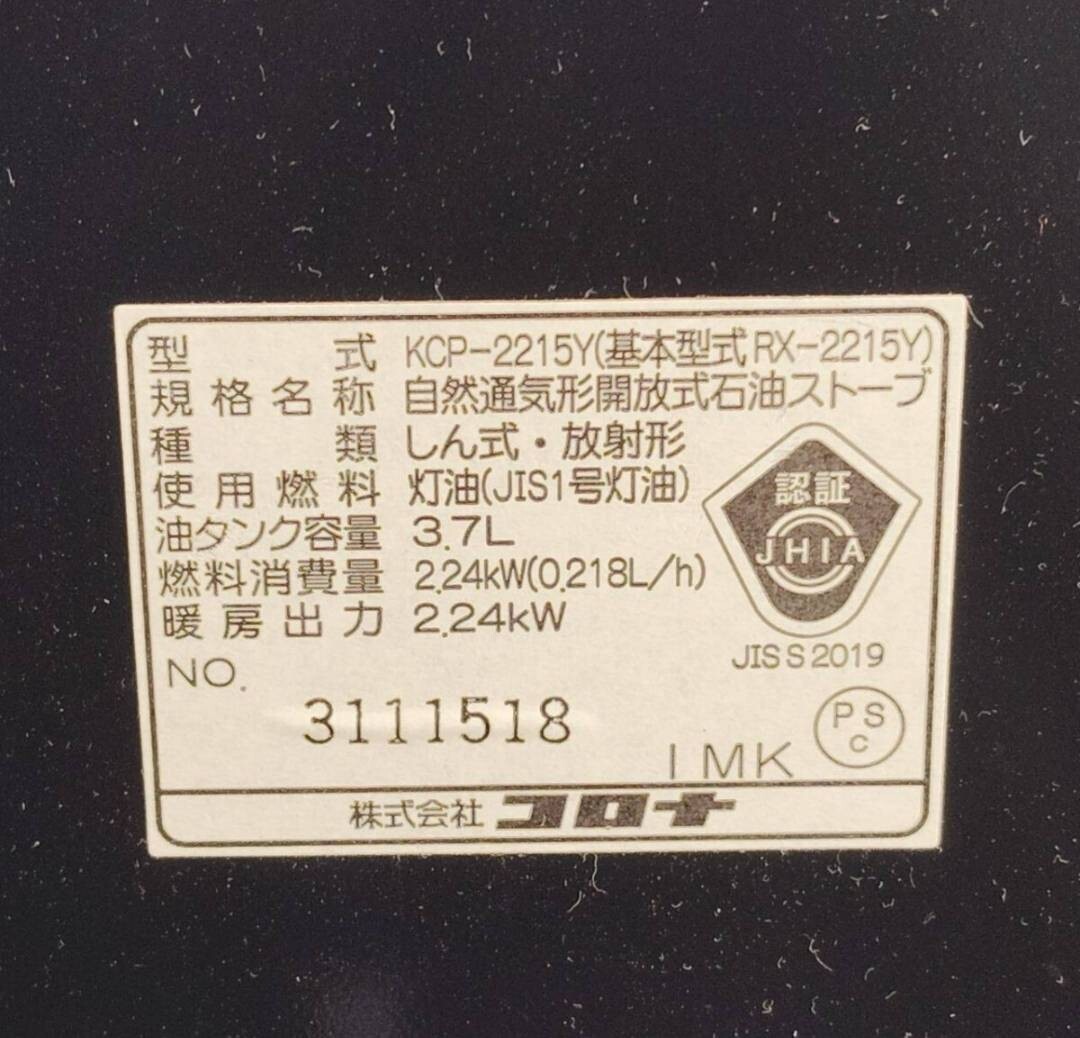 型式 KCP-2215Y(基本型式 RX-2215Y)
規格名称 自然通気形開放式石油ストーブ
種類 しん式・放射形
使用燃料 灯油(JIS1号灯油)
油タンク容量 3.7L
燃料消費量 2.24kW(0.218L/h)
暖房出力 2.24kW
認証
JHIA
JIS S 2019
NO.
3111518
PS
C
IMK
株式会社 コロナ